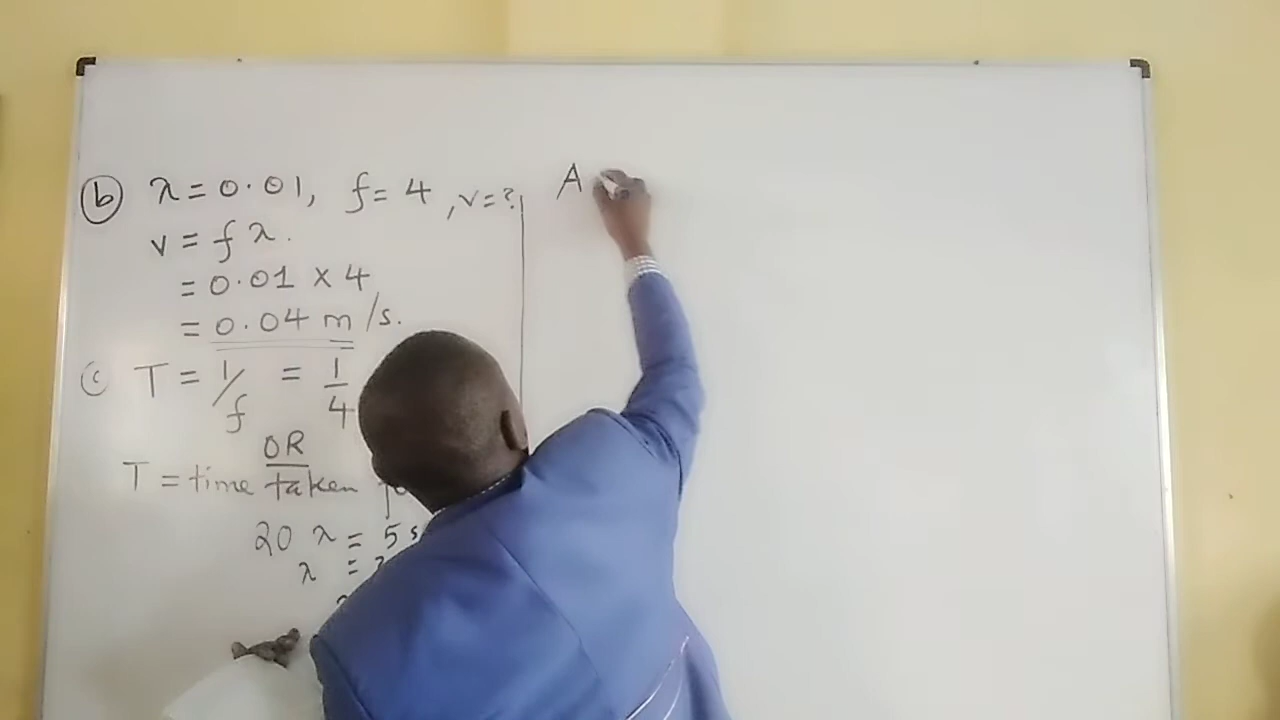 b λ = 0.01, f = 4, v = ?
v = f λ.
= 0.01 x 4
= 0.04 m/s.
c T = 1/f = 1/4
OR
T = time taken
20 λ = 5 s
λ =
A